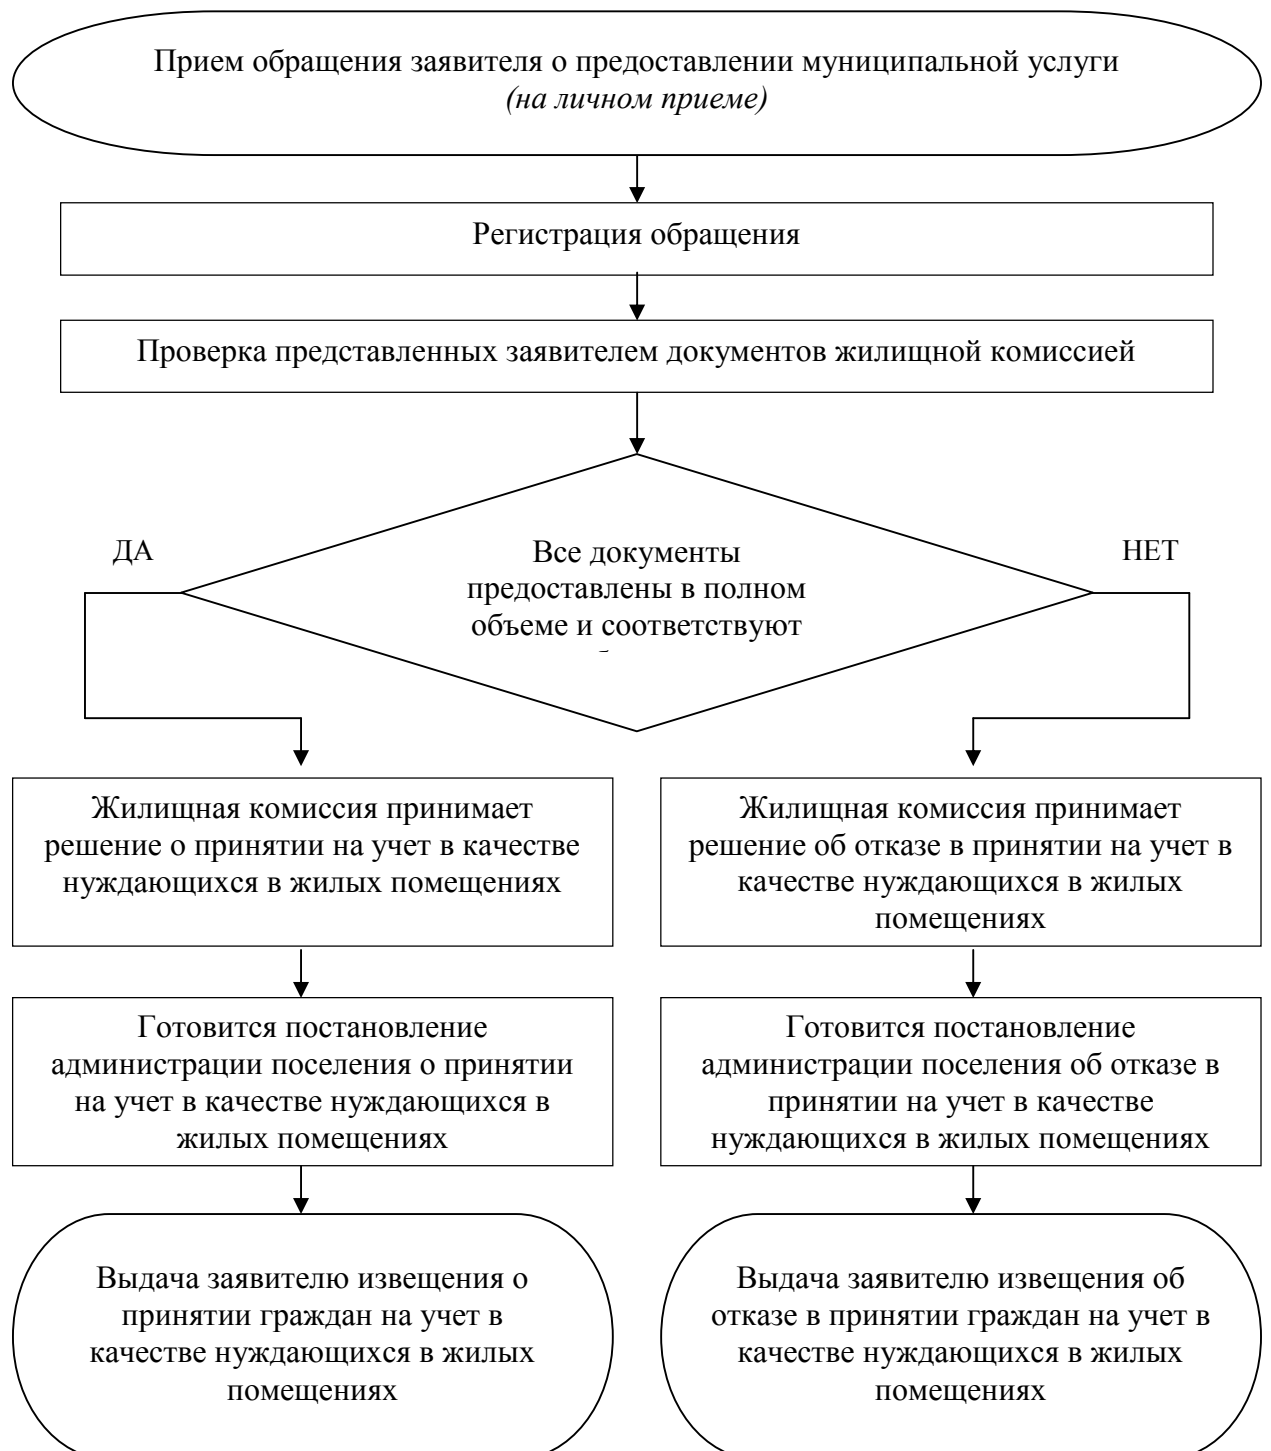 Прием обращения заявителя о предоставлении муниципальной услуги
(на личном приеме)
Регистрация обращения
Проверка представленных заявителем документов жилищной комиссией
ДА
НЕТ
Все документы
предоставлены в полном
объеме и соответствуют
Жилищная комиссия принимает
решение о принятии на учет в качестве
нуждающихся в жилых помещениях
Жилищная комиссия принимает
решение об отказе в принятии на учет в
качестве нуждающихся в жилых
помещениях
Готовится постановление
администрации поселения о принятии
на учет в качестве нуждающихся в
жилых помещениях
Готовится постановление
администрации поселения об отказе в
принятии на учет в качестве
нуждающихся в жилых помещениях
Выдача заявителю извещения о
принятии граждан на учет в
качестве нуждающихся в жилых
помещениях
Выдача заявителю извещения об
отказе в принятии граждан на учет в
качестве нуждающихся в жилых
помещениях